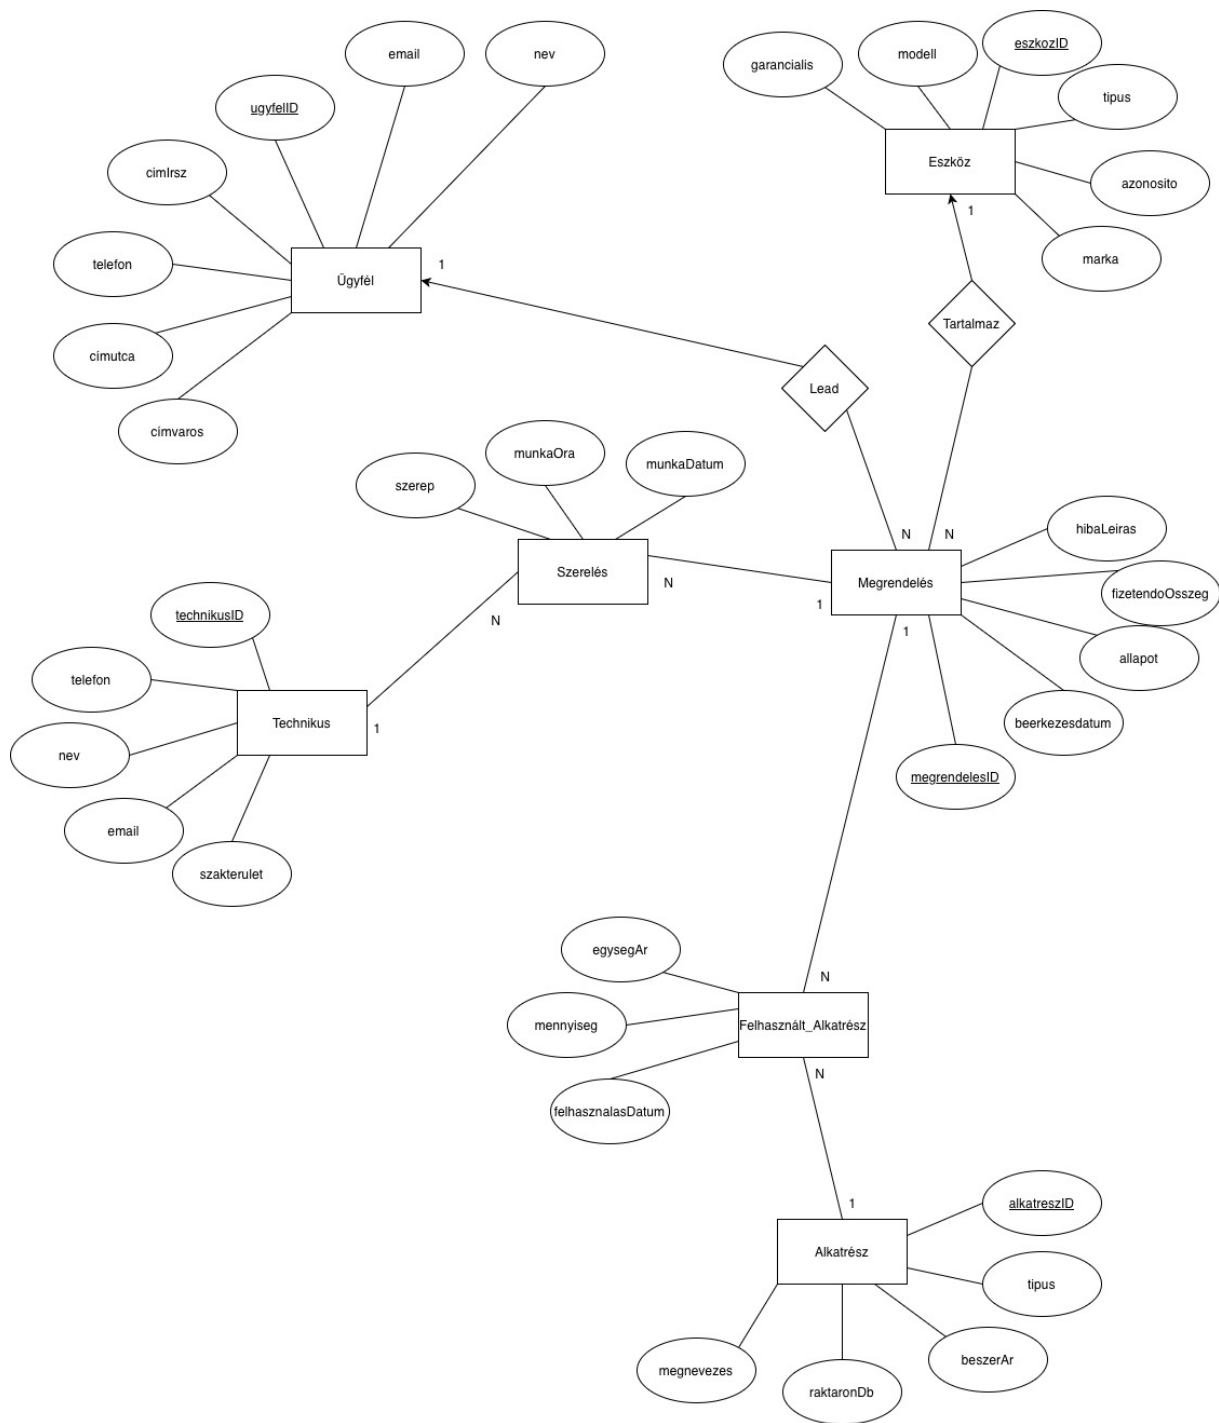 email
nev
eszkozID
garancialis
modell
ugyfelID
tipus
Eszköz
cimIrsz
azonosito
1
marka
telefon
1
Ügyfél
Tartalmaz
cimutca
Lead
cimvaros
munkaOra
munkaDatum
szerep
hibaLeiras
N
N
Szerelés
N
Megrendelés
fizetendoOsszeg
1
technikusID
N
1
allapot
telefon
Technikus
1
beerkezesdatum
nev
megrendelesID
email
szakterulet
egysegAr
N
mennyiseg
Felhasznált_Alkatrész
N
felhasznalasDatum
1
alkatreszID
Alkatrész
tipus
beszerAr
megnevezes
raktaronDb